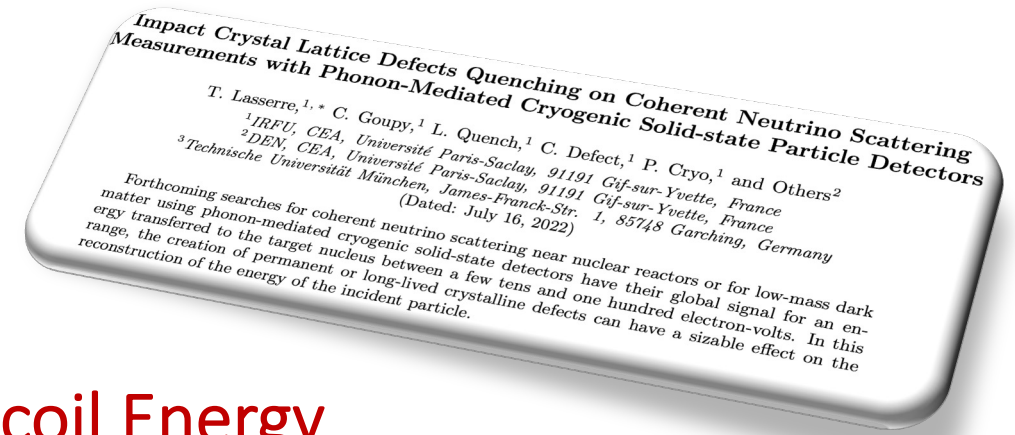 Impact Crystal Lattice Defects Quenching on Coherent Neutrino Scattering
Measurements with Phonon-Mediated Cryogenic Solid-state Particle Detectors
T. Lasserre,¹,* C. Goupy,¹ L. Quench,¹ C. Defect,¹ P. Cryo,¹ and Others²
¹IRFU, CEA, Université Paris-Saclay, 91191 Gif-sur-Yvette, France
²DEN, CEA, Université Paris-Saclay, 91191 Gif-sur-Yvette, France
³Technische Universität München, James-Franck-Str. 1, 85748 Garching, Germany
(Dated: July 16, 2022)
Forthcoming searches for coherent neutrino scattering near nuclear reactors or for low-mass dark
matter using phonon-mediated cryogenic solid-state detectors have their global signal for an en-
ergy transferred to the target nucleus between a few tens and one hundred electron-volts. In this
range, the creation of permanent or long-lived crystalline defects can have a sizable effect on the
reconstruction of the energy of the incident particle.
coil Energy